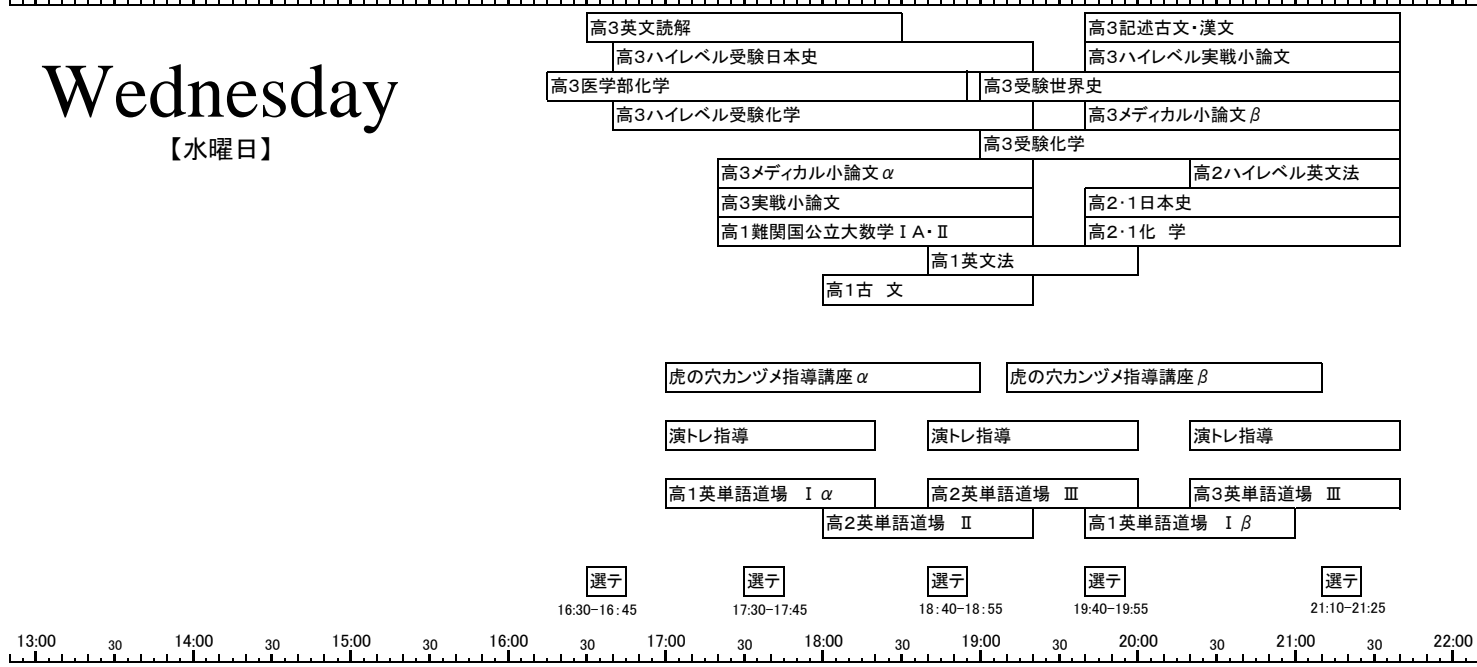 Wednesday
【水曜日】
高3英文読解
高3記述古文・漢文
高3ハイレベル受験日本史
高3ハイレベル実戦小論文
高3医学部化学
高3受験世界史
高3ハイレベル受験化学
高3メディカル小論文β
高3受験化学
高3メディカル小論文α
高2ハイレベル英文法
高3実戦小論文
高2・1日本史
高1難関国公立大数学ⅠA・Ⅱ
高2・1化 学
高1英文法
高1古 文
虎の穴カンヅメ指導講座α
虎の穴カンヅメ指導講座β
演トレ指導
演トレ指導
演トレ指導
高1英単語道場 Ⅰα
高2英単語道場 Ⅲ
高3英単語道場 Ⅲ
高2英単語道場 Ⅱ
高1英単語道場 Ⅰβ
選テ 選テ 選テ 選テ 選テ
16:30-16:45 17:30-17:45 18:40-18:55 19:40-19:55 21:10-21:25
13:00 30 14:00 30 15:00 30 16:00 30 17:00 30 18:00 30 19:00 30 20:00 30 21:00 30 22:00